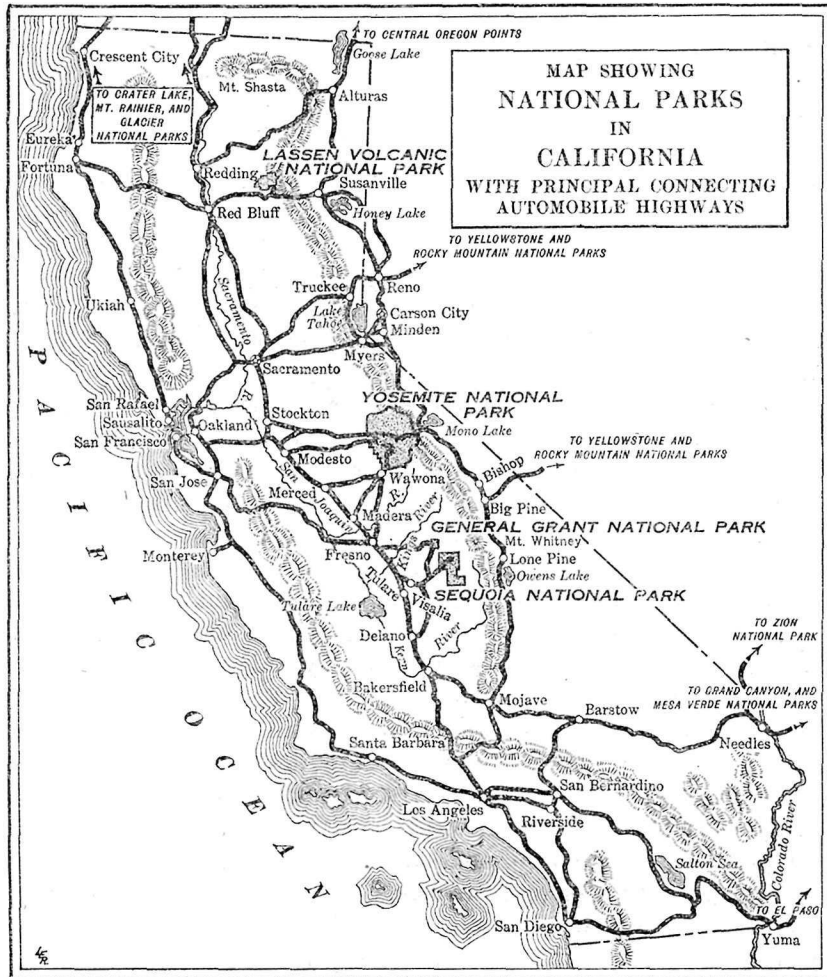 MAP SHOWING
NATIONAL PARKS
IN
CALIFORNIA
WITH PRINCIPAL CONNECTING
AUTOMOBILE HIGHWAYS
TO CENTRAL OREGON POINTS
Goose Lake
Crescent City
Mt. Shasta
Alturas
TO CRATER LAKE,
MT. RAINIER, AND
GLACIER
NATIONAL PARKS
Eureka
Fortuna
LASSEN VOLCANIC
NATIONAL PARK
Redding
Susanville
Red Bluff
Honey Lake
TO YELLOWSTONE AND
ROCKY MOUNTAIN NATIONAL PARKS
Truckee
Reno
Ukiah
Sacramento
R.
Lake
Tahoe
Carson City
Minden
Myers
Sacramento
YOSEMITE NATIONAL
PARK
San Rafael
Sausalito
San Francisco
Oakland
Stockton
Mono Lake
TO YELLOWSTONE AND
ROCKY MOUNTAIN NATIONAL PARKS
Modesto
Bishop
San Jose
San Joaquin
R.
Wawona
Merced
Big Pine
Madera
Kings River
GENERAL GRANT NATIONAL PARK
Mt. Whitney
Monterey
Fresno
Lone Pine
Owens Lake
Tulare
Visalia
SEQUOIA NATIONAL PARK
Tulare Lake
Delano
Kern River
TO ZION
NATIONAL PARK
Bakersfield
TO GRAND CANYON, AND
MESA VERDE NATIONAL PARKS
Mojave
Barstow
Needles
Santa Barbara
San Bernardino
Los Angeles
Riverside
Salton Sea
Colorado River
TO EL PASO
San Diego
Yuma
PACIFIC OCEAN